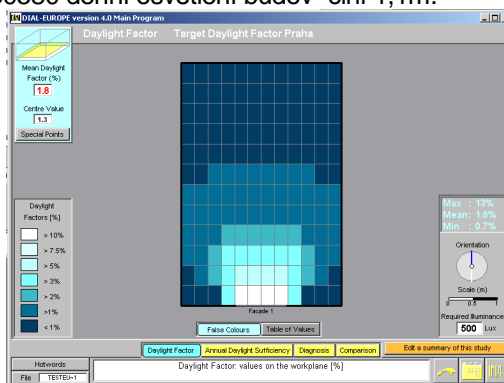 DIAL-EUROPE version 4.0 Main Program
Daylight Factor Target Daylight Factor Praha
Mean Daylight
Factor (%)
1.8
Centre Value
1.3
Special Points
Daylight
Factors [%]
> 10%
> 7.5%
> 5%
> 3%
> 2%
>1%
<1%
Facade 1
False Colours Table of Values
Max : 13%
Mean: 1.8%
Min : 0.7%
Orientation
Scale (m)
0 0.5 1
Required Illuminance
500 Lux
Daylight Factor Annual Daylight Sufficiency Diagnosis Comparison Edit a summary of this study
Hotwords
File TESTEU~1
Daylight Factor: values on the workplane [%]